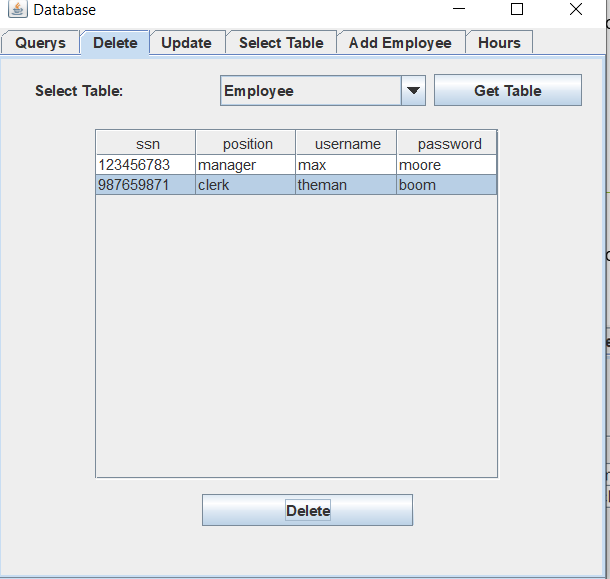 Database
Querys Delete Update Select Table Add Employee Hours
Select Table: Employee Get Table
ssn position username password
123456783 manager max moore
987659871 clerk theman boom
Delete